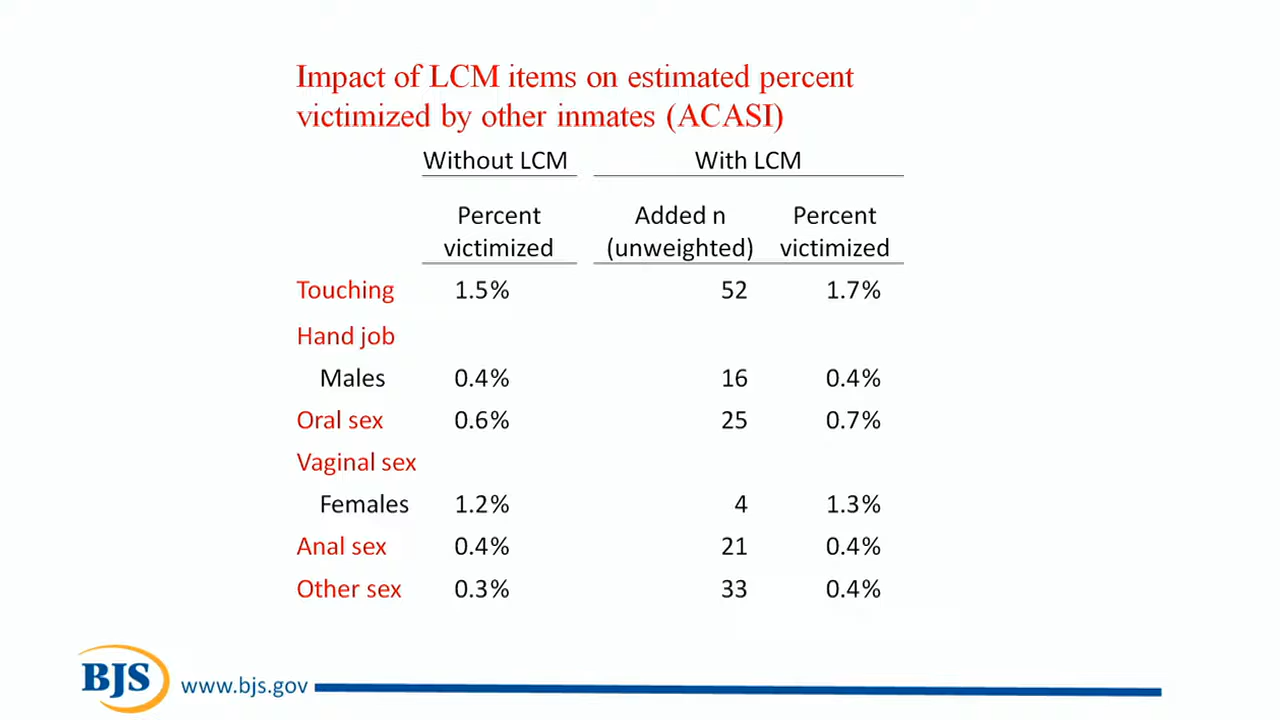 Impact of LCM items on estimated percent
victimized by other inmates (ACASI)
Without LCM With LCM
Percent Added n Percent
victimized (unweighted) victimized
Touching 1.5% 52 1.7%
Hand job
Males 0.4% 16 0.4%
Oral sex 0.6% 25 0.7%
Vaginal sex
Females 1.2% 4 1.3%
Anal sex 0.4% 21 0.4%
Other sex 0.3% 33 0.4%
BJS www.bjs.gov